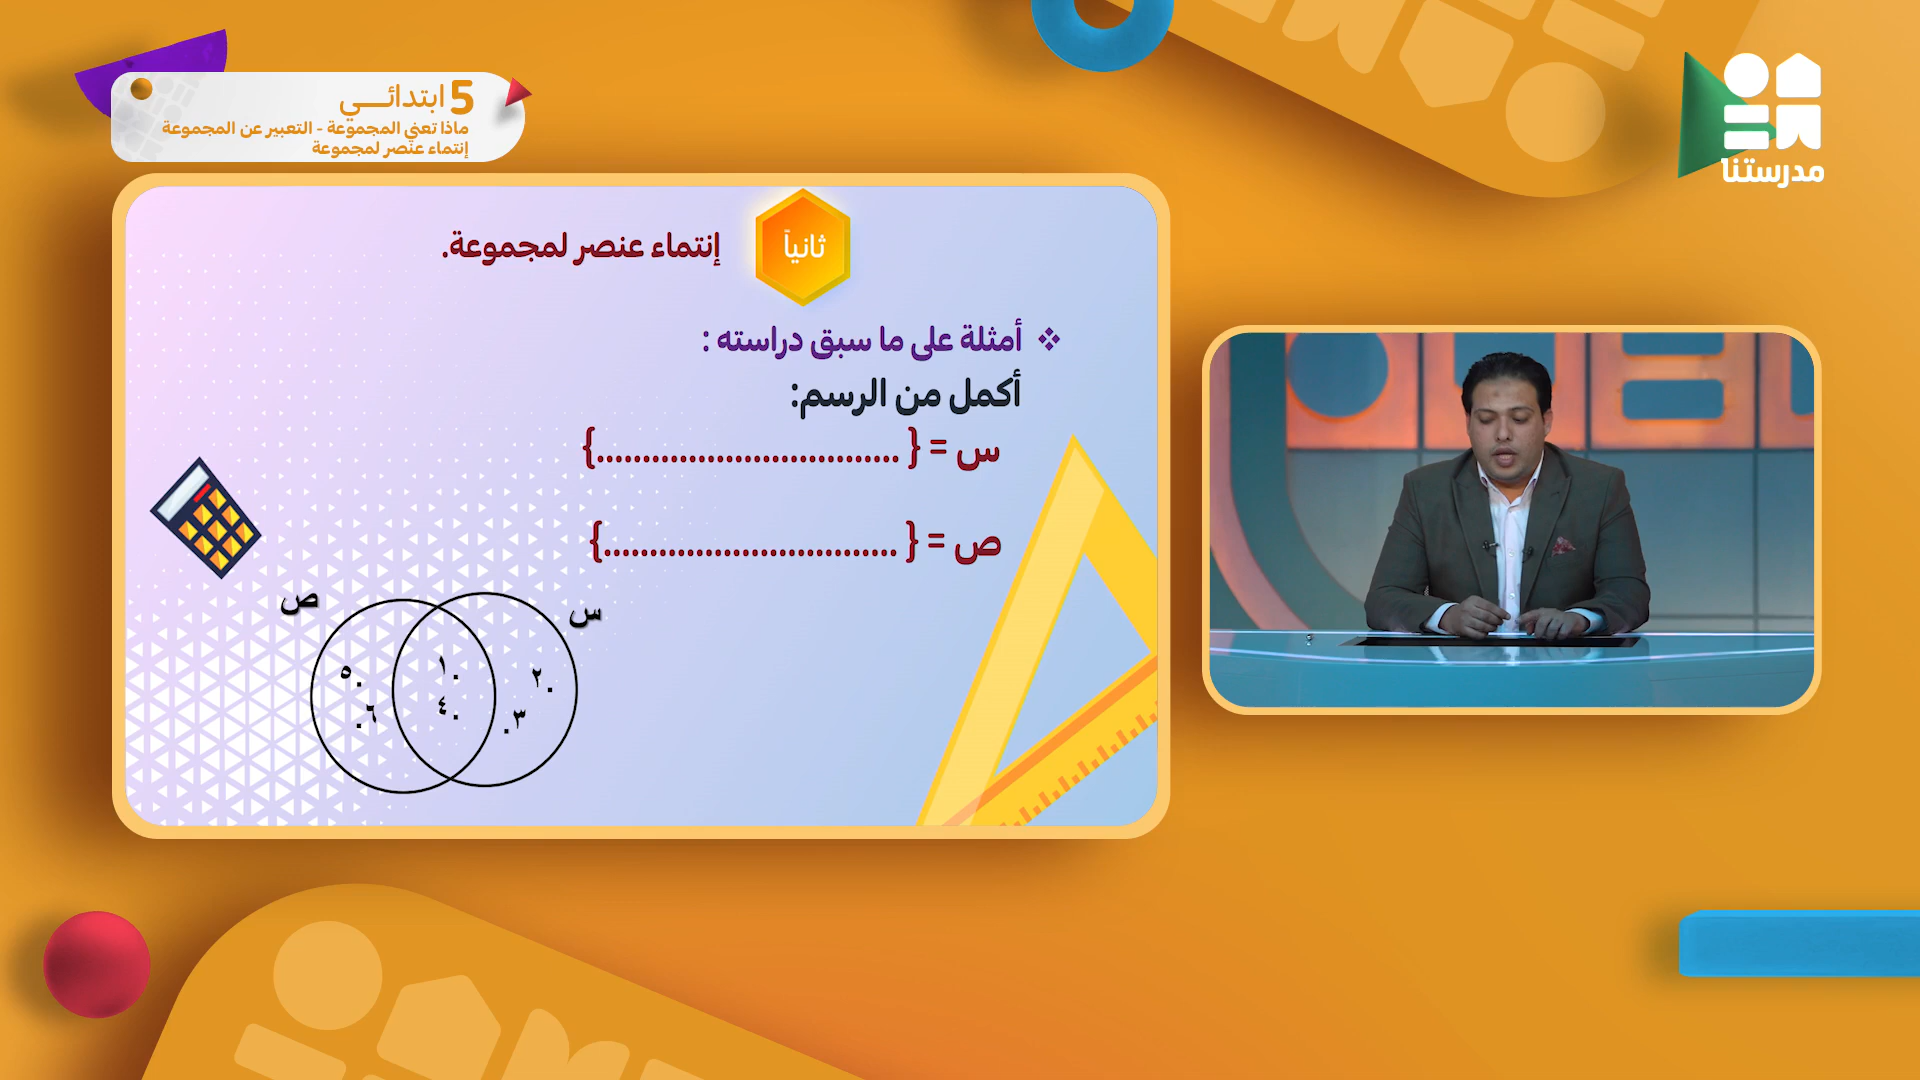 5 ابتدائـــي
ماذا تعني المجموعة - التعبير عن المجموعة
إنتماء عنصر لمجموعة
مدرستنا
ثانياً
إنتماء عنصر لمجموعة.
❖ أمثلة على ما سبق دراسته :
أكمل من الرسم:
س = { ................................}
ص = { ................................}
ص
س
٥.
١.
٢.
٦.
٤.
٣.